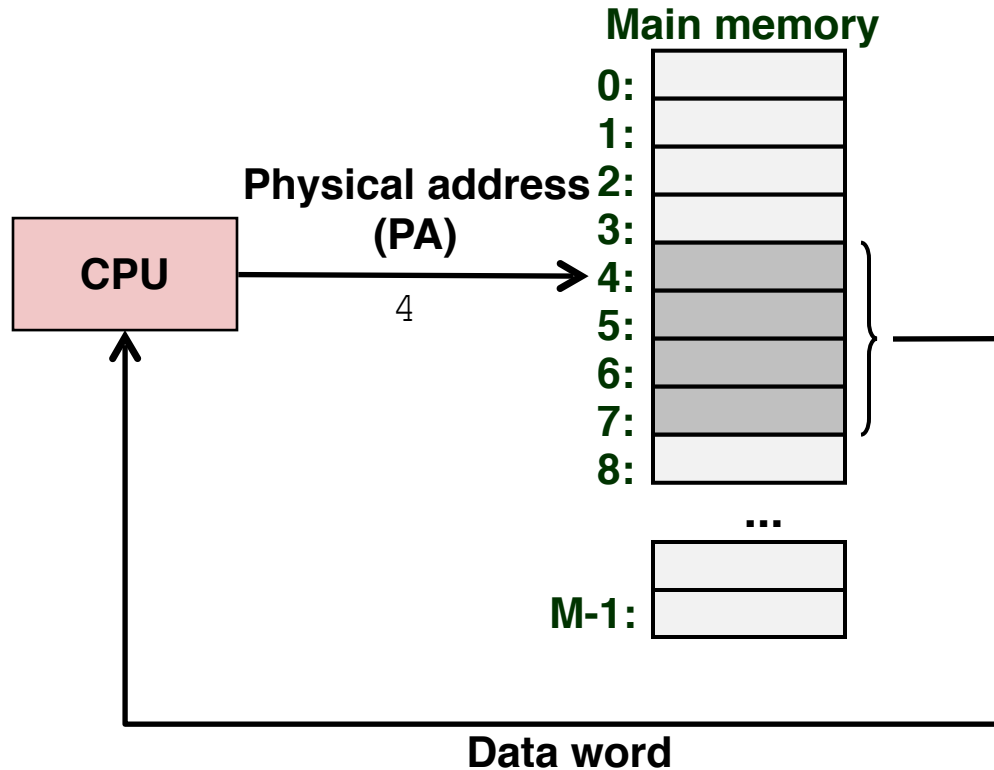 Main memory
0:
1:
Physical address
(PA)
2:
3:
CPU
4
4:
5:
6:
7:
8:
...
M-1:
Data word